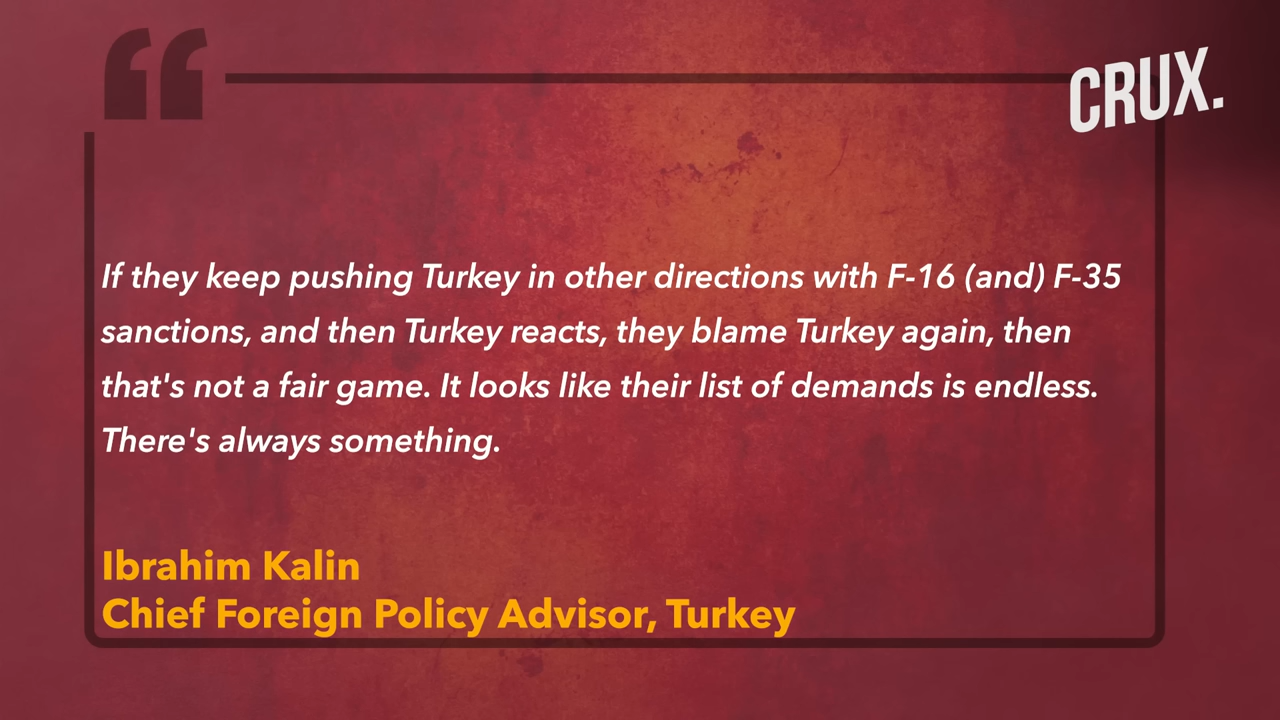 CRUX.
If they keep pushing Turkey in other directions with F-16 (and) F-35
sanctions, and then Turkey reacts, they blame Turkey again, then
that's not a fair game. It looks like their list of demands is endless.
There's always something.
Ibrahim Kalin
Chief Foreign Policy Advisor, Turkey